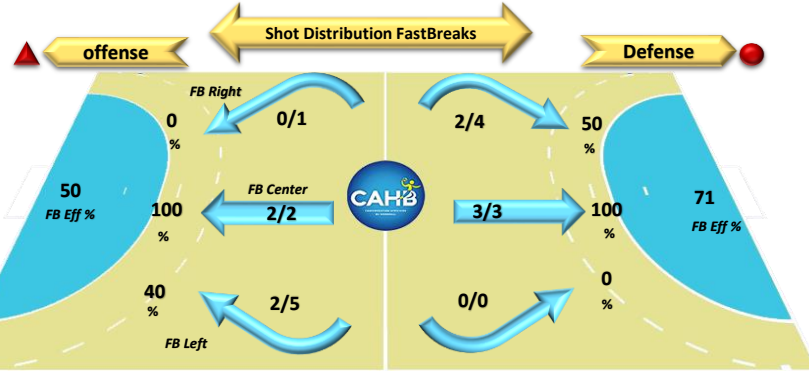 Shot Distribution FastBreaks
offense
Defense
FB Right
0
%
0/1
2/4
50
%
50
FB Eff %
100
%
FB Center
2/2
CAHB
3/3
100
%
71
FB Eff %
40
%
2/5
0/0
0
%
FB Left